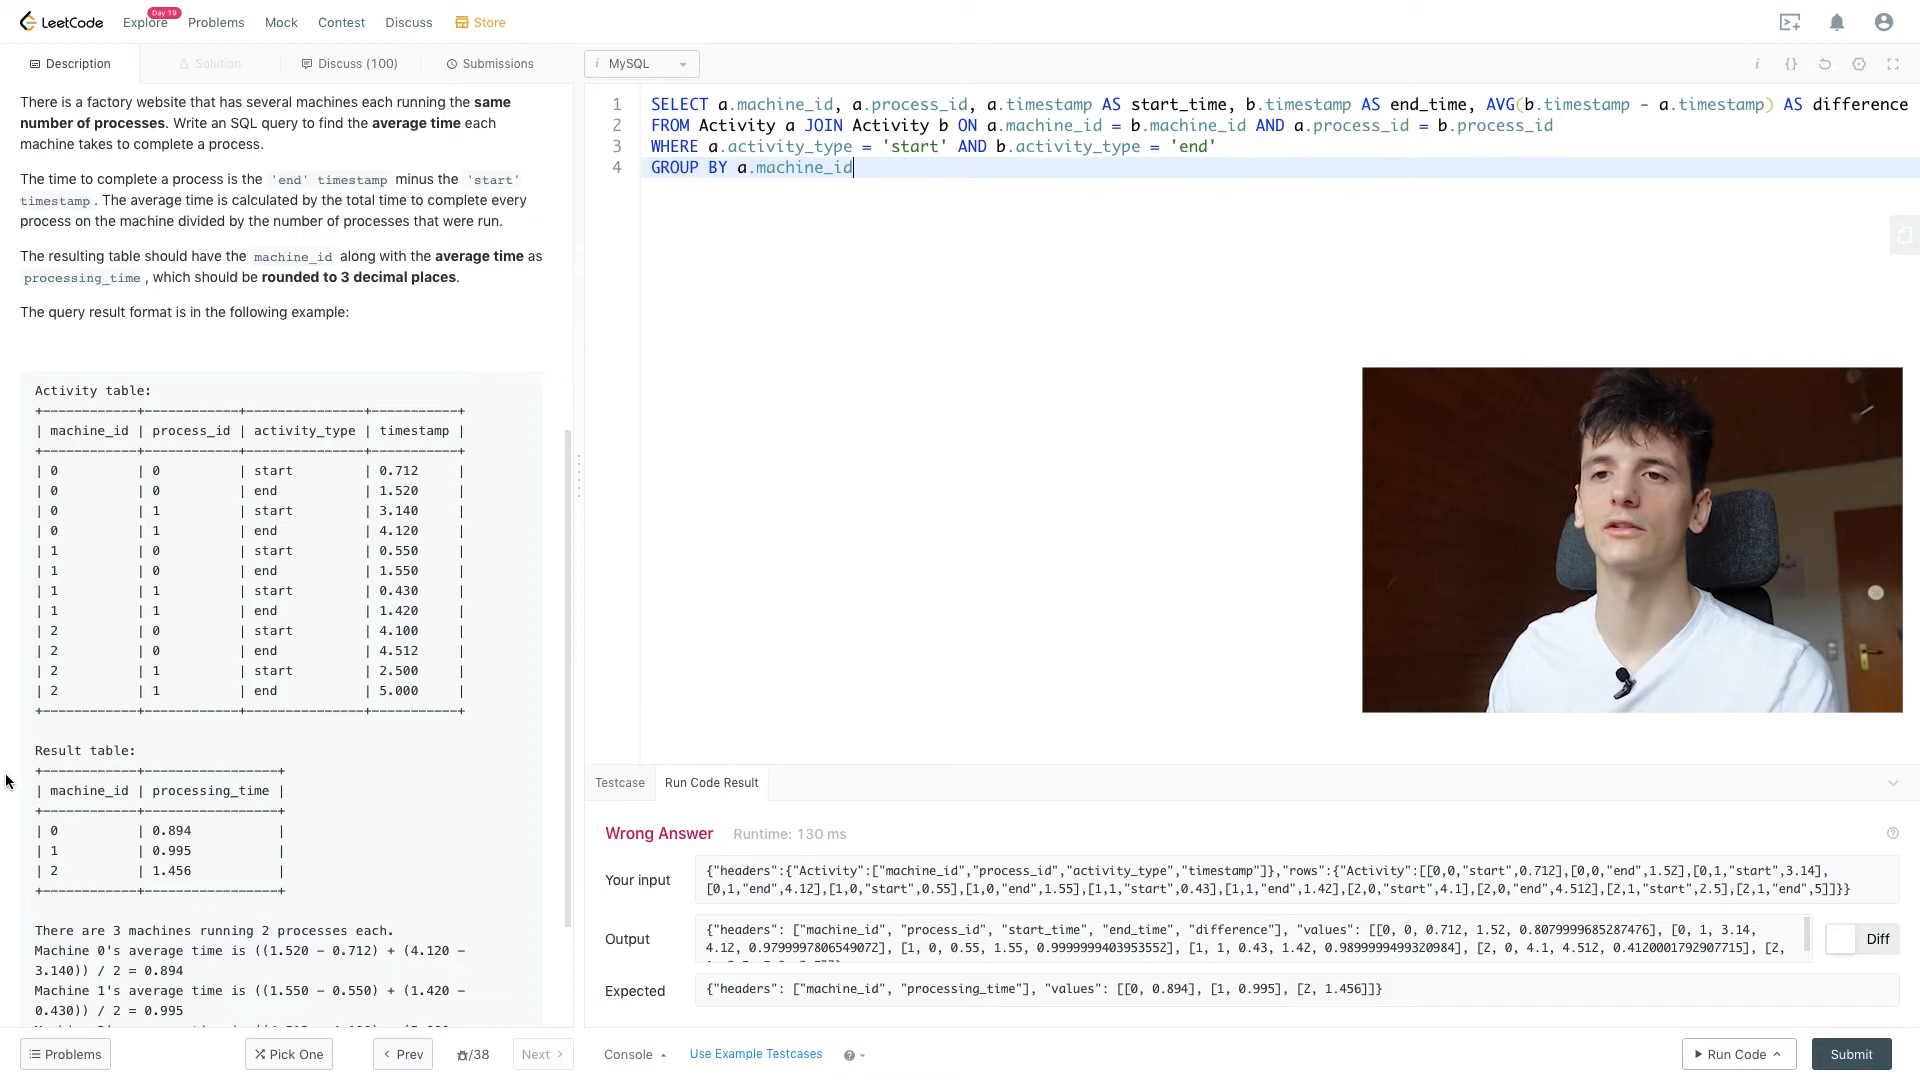 LeetCode
Explore
Day 19
Problems
Mock
Contest
Discuss
Store
Description
Solution
Discuss (100)
Submissions
i MySQL
There is a factory website that has several machines each running the same
number of processes. Write an SQL query to find the average time each
machine takes to complete a process.
The time to complete a process is the 'end' timestamp minus the 'start'
timestamp. The average time is calculated by the total time to complete every
process on the machine divided by the number of processes that were run.
The resulting table should have the machine_id along with the average time as
processing_time, which should be rounded to 3 decimal places.
The query result format is in the following example:
Activity table:
+------------+------------+---------------+-----------+
| machine_id | process_id | activity_type | timestamp |
+------------+------------+---------------+-----------+
| 0 | 0 | start | 0.712 |
| 0 | 0 | end | 1.520 |
| 0 | 1 | start | 3.140 |
| 0 | 1 | end | 4.120 |
| 1 | 0 | start | 0.550 |
| 1 | 0 | end | 1.550 |
| 1 | 1 | start | 0.430 |
| 1 | 1 | end | 1.420 |
| 2 | 0 | start | 4.100 |
| 2 | 0 | end | 4.512 |
| 2 | 1 | start | 2.500 |
| 2 | 1 | end | 5.000 |
+------------+------------+---------------+-----------+
Result table:
+------------+-----------------+
| machine_id | processing_time |
+------------+-----------------+
| 0 | 0.894 |
| 1 | 0.995 |
| 2 | 1.456 |
+------------+-----------------+
There are 3 machines running 2 processes each.
Machine 0's average time is ((1.520 - 0.712) + (4.120 -
3.140)) / 2 = 0.894
Machine 1's average time is ((1.550 - 0.550) + (1.420 -
0.430)) / 2 = 0.995
1 SELECT a.machine_id, a.process_id, a.timestamp AS start_time, b.timestamp AS end_time, AVG(b.timestamp - a.timestamp) AS difference
2 FROM Activity a JOIN Activity b ON a.machine_id = b.machine_id AND a.process_id = b.process_id
3 WHERE a.activity_type = 'start' AND b.activity_type = 'end'
4 GROUP BY a.machine_id
Testcase
Run Code Result
Wrong Answer
Runtime: 130 ms
Your input
{"headers":{"Activity":["machine_id","process_id","activity_type","timestamp"]},"rows":{"Activity":[[0,0,"start",0.712],[0,0,"end",1.52],[0,1,"start",3.14],
[0,1,"end",4.12],[1,0,"start",0.55],[1,0,"end",1.55],[1,1,"start",0.43],[1,1,"end",1.42],[2,0,"start",4.1],[2,0,"end",4.512],[2,1,"start",2.5],[2,1,"end",5]]}}
Output
{"headers": ["machine_id", "process_id", "start_time", "end_time", "difference"], "values": [[0, 0, 0.712, 1.52, 0.8079999685287476], [0, 1, 3.14,
4.12, 0.9799997806549072], [1, 0, 0.55, 1.55, 0.9999999403953552], [1, 1, 0.43, 1.42, 0.9899999499320984], [2, 0, 4.1, 4.512, 0.4120001792907715], [2,
Diff
Expected
{"headers": ["machine_id", "processing_time"], "values": [[0, 0.894], [1, 0.995], [2, 1.456]]}
Problems
Pick One
Prev
/38
Next
Console
Use Example Testcases
Run Code
Submit